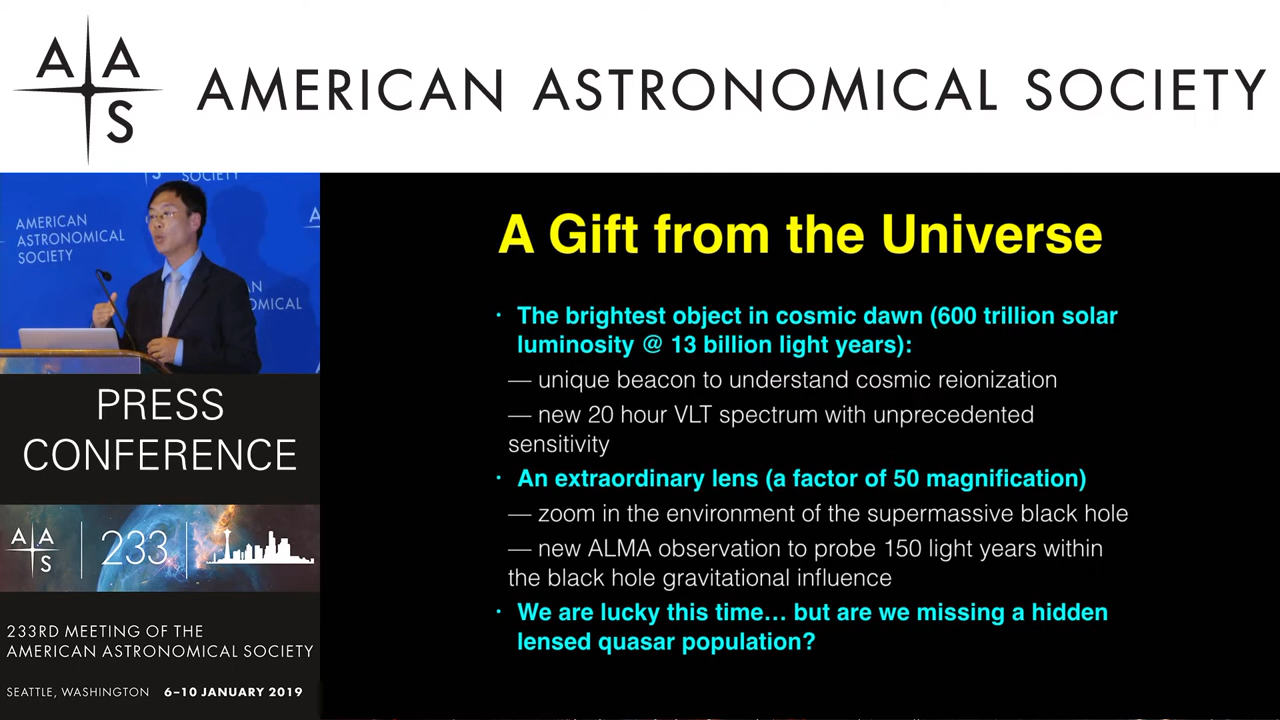 A A
S
AMERICAN ASTRONOMICAL SOCIETY
SOCIETY
AMERICAN
ASTRONOMICAL
SOCIETY
PRESS
CONFERENCE
A A
S
233
233RD MEETING OF THE
AMERICAN ASTRONOMICAL SOCIETY
SEATTLE, WASHINGTON 6–10 JANUARY 2019
A Gift from the Universe
· The brightest object in cosmic dawn (600 trillion solar
luminosity @ 13 billion light years):
— unique beacon to understand cosmic reionization
— new 20 hour VLT spectrum with unprecedented
sensitivity
· An extraordinary lens (a factor of 50 magnification)
— zoom in the environment of the supermassive black hole
— new ALMA observation to probe 150 light years within
the black hole gravitational influence
· We are lucky this time... but are we missing a hidden
lensed quasar population?